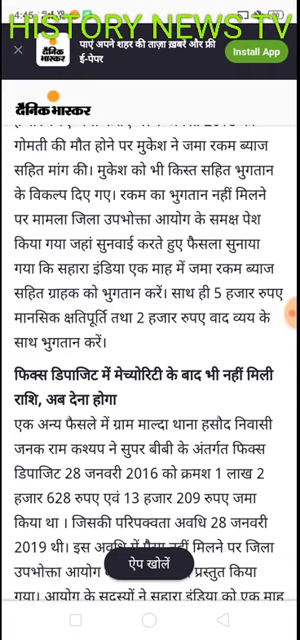 HISTORY NEWS TV
4:45
दैनिक भास्कर
पाएं अपने शहर की ताज़ा ख़बरें और फ्री
ई-पेपर
Install App
दैनिक भास्कर
गोमती की मौत होने पर मुकेश ने जमा रकम ब्याज
सहित मांग की। मुकेश को भी किस्त सहित भुगतान
के विकल्प दिए गए। रकम का भुगतान नहीं मिलने
पर मामला जिला उपभोक्ता आयोग के समक्ष पेश
किया गया जहां सुनवाई करते हुए फैसला सुनाया
गया कि सहारा इंडिया एक माह में जमा रकम ब्याज
सहित ग्राहक को भुगतान करें। साथ ही 5 हजार रुपए
मानसिक क्षतिपूर्ति तथा 2 हजार रुपए वाद व्यय के
साथ भुगतान करें।
फिक्स डिपाजिट में मेच्योरिटी के बाद भी नहीं मिली
राशि, अब देना होगा
एक अन्य फैसले में ग्राम माल्दा थाना हसौद निवासी
जनक राम कश्यप ने सुपर बीबी के अंतर्गत फिक्स
डिपाजिट 28 जनवरी 2016 को क्रमश 1 लाख 2
हजार 628 रुपए एवं 13 हजार 209 रुपए जमा
किया था । जिसकी परिपक्वता अवधि 28 जनवरी
2019 थी। इस अवधि में पैसा नहीं मिलने पर जिला
उपभोक्ता आयोग प्रस्तुत किया
गया। आयोग के सदस्यों ने सहारा इंडिया को एक माह
ऐप खोलें